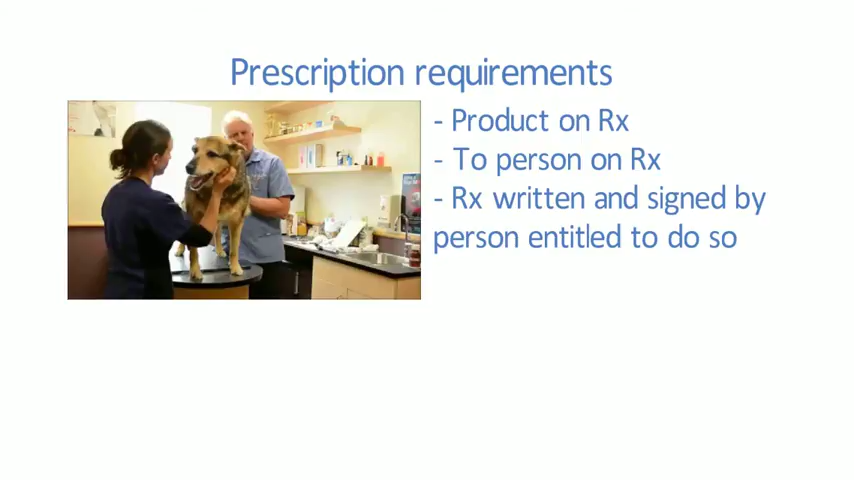 Prescription requirements
- Product on Rx
- To person on Rx
- Rx written and signed by
person entitled to do so